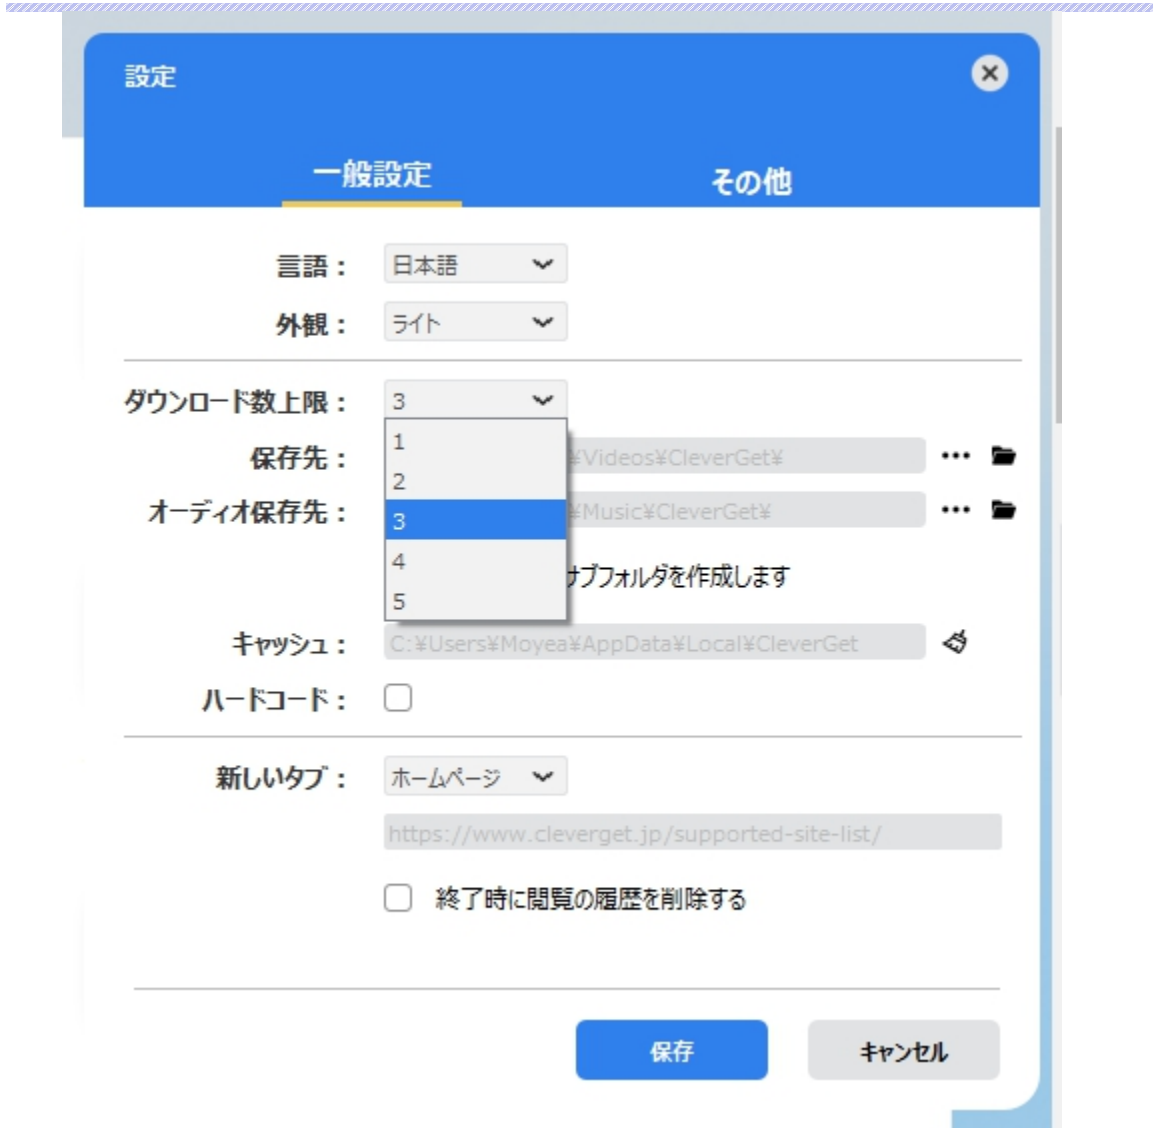 設定
一般設定 その他
言語： 日本語
外観： ライト
ダウンロード数上限： 3
1
保存先： ¥Videos¥CleverGet¥
2
オーディオ保存先： 3 ¥Music¥CleverGet¥
4 サブフォルダを作成します
5
キャッシュ： C:¥Users¥Moyea¥AppData¥Local¥CleverGet
ハードコード：
新しいタブ： ホームページ
https://www.cleverget.jp/supported-site-list/
終了時に閲覧の履歴を削除する
保存 キャンセル